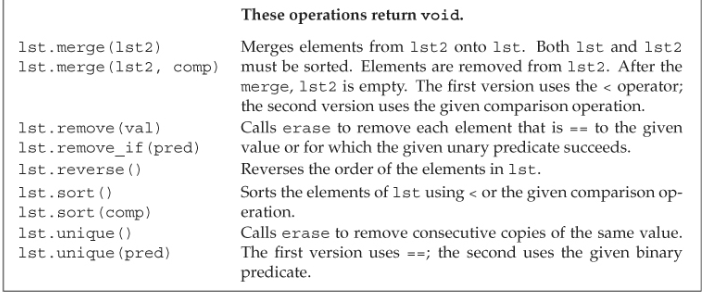 These operations return void.
lst.merge(lst2) Merges elements from lst2 onto lst. Both lst and lst2
lst.merge(lst2, comp) must be sorted. Elements are removed from lst2. After the
merge, lst2 is empty. The first version uses the < operator;
the second version uses the given comparison operation.
lst.remove(val) Calls erase to remove each element that is == to the given
lst.remove_if(pred) value or for which the given unary predicate succeeds.
lst.reverse() Reverses the order of the elements in lst.
lst.sort() Sorts the elements of lst using < or the given comparison op-
lst.sort(comp) eration.
lst.unique() Calls erase to remove consecutive copies of the same value.
lst.unique(pred) The first version uses ==; the second uses the given binary
predicate.